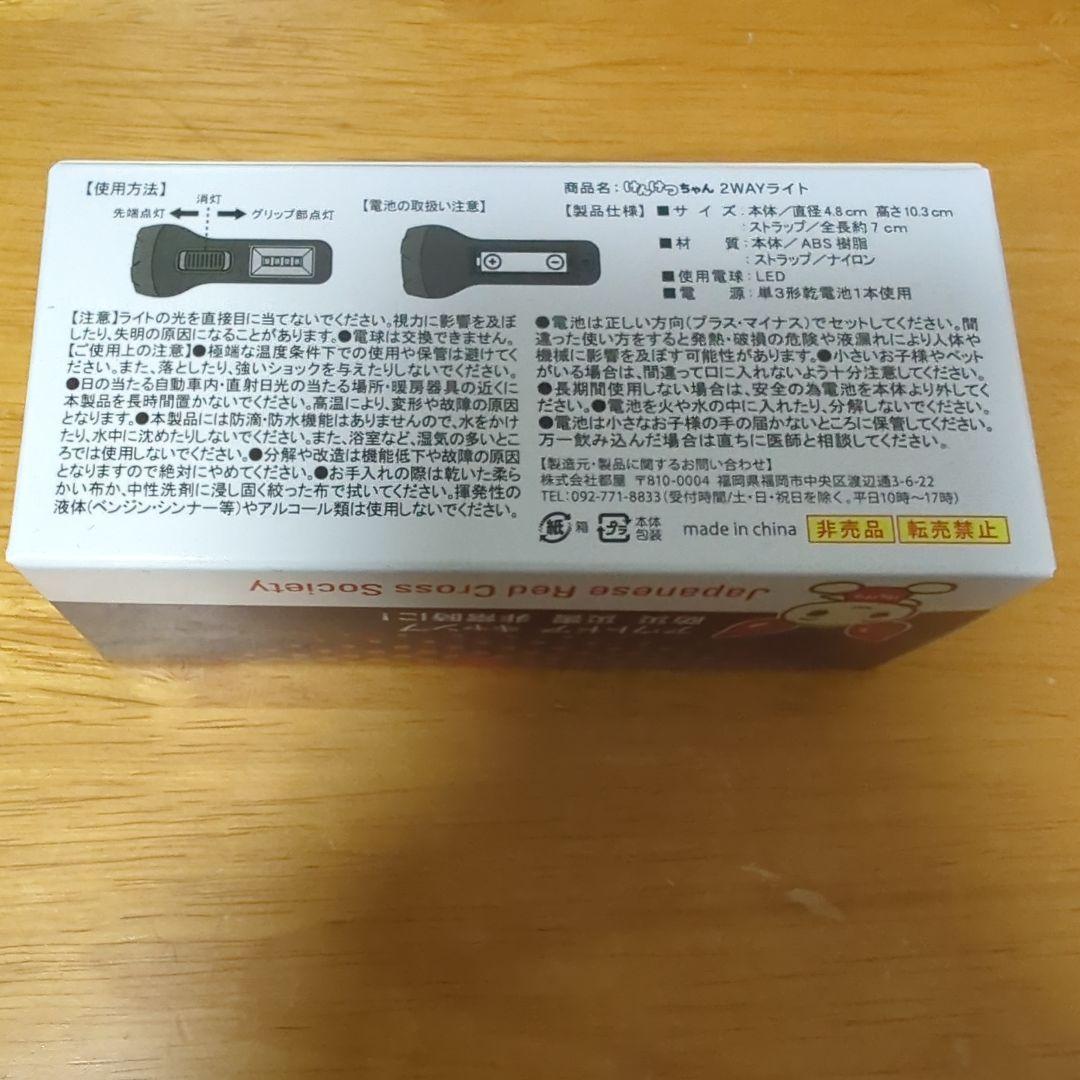 【使用方法】
消灯
先端点灯 グリップ部点灯
【電池の取扱い注意】
【注意】ライトの光を直接目に当てないでください。視力に影響を及ぼ
したり、失明の原因になることがあります。●電球は交換できません。
【ご使用上の注意】●極端な温度条件下での使用や保管は避けてく
ださい。また、落としたり、強いショックを与えたりしないでください。
●日の当たる自動車内・直射日光の当たる場所・暖房器具の近くに
本製品を長時間置かないでください。高温により、変形や故障の原因
となります。●本製品には防滴・防水機能はありませんので、水をかけ
たり、水中に沈めたりしないでください。また、浴室など、湿気の多いとこ
ろでは使用しないでください。●分解や改造は機能低下や故障の原因
となりますので絶対にやめてください。●お手入れの際は乾いた柔ら
かい布か、中性洗剤に浸し固く絞った布で拭いてください。揮発性の
液体(ベンジン・シンナー等)やアルコール類は使用しないでください。
商品名:けんけつちゃん 2WAYライト
【製品仕様】 ■サイズ:本体/直径4.8cm 高さ10.3cm
:ストラップ/全長約7cm
■材質:本体/ABS樹脂
:ストラップ/ナイロン
■使用電球:LED
■電源:単3形乾電池1本使用
●電池は正しい方向(プラス・マイナス)でセットしてください。間
違った使い方をすると発熱・破損の危険や液漏れにより、人体や
機械に影響を及ぼす可能性があります。●小さいお子様やペット
がいる場合は、間違って口に入れないよう十分注意してください。
●長期間使用しない場合は、安全の為電池を本体より外してく
ださい。●電池を火や水の中に入れたり、分解しないでください。
●電池は小さなお子様の手の届かないところに保管してください。
万一飲み込んだ場合は直ちに医師と相談してください。
【製造元・製品に関するお問い合わせ】
株式会社都屋 〒810-0004 福岡県福岡市中央区渡辺通3-6-22
TEL:092-771-8833(受付時間/土・日・祝日を除く。平日10時〜17時)
紙 箱 プラ 本体
包装
made in china 非売品 転売禁止
Japanese Red Cross Society
アウトドア キャンプ
防災 災害 非常時に!